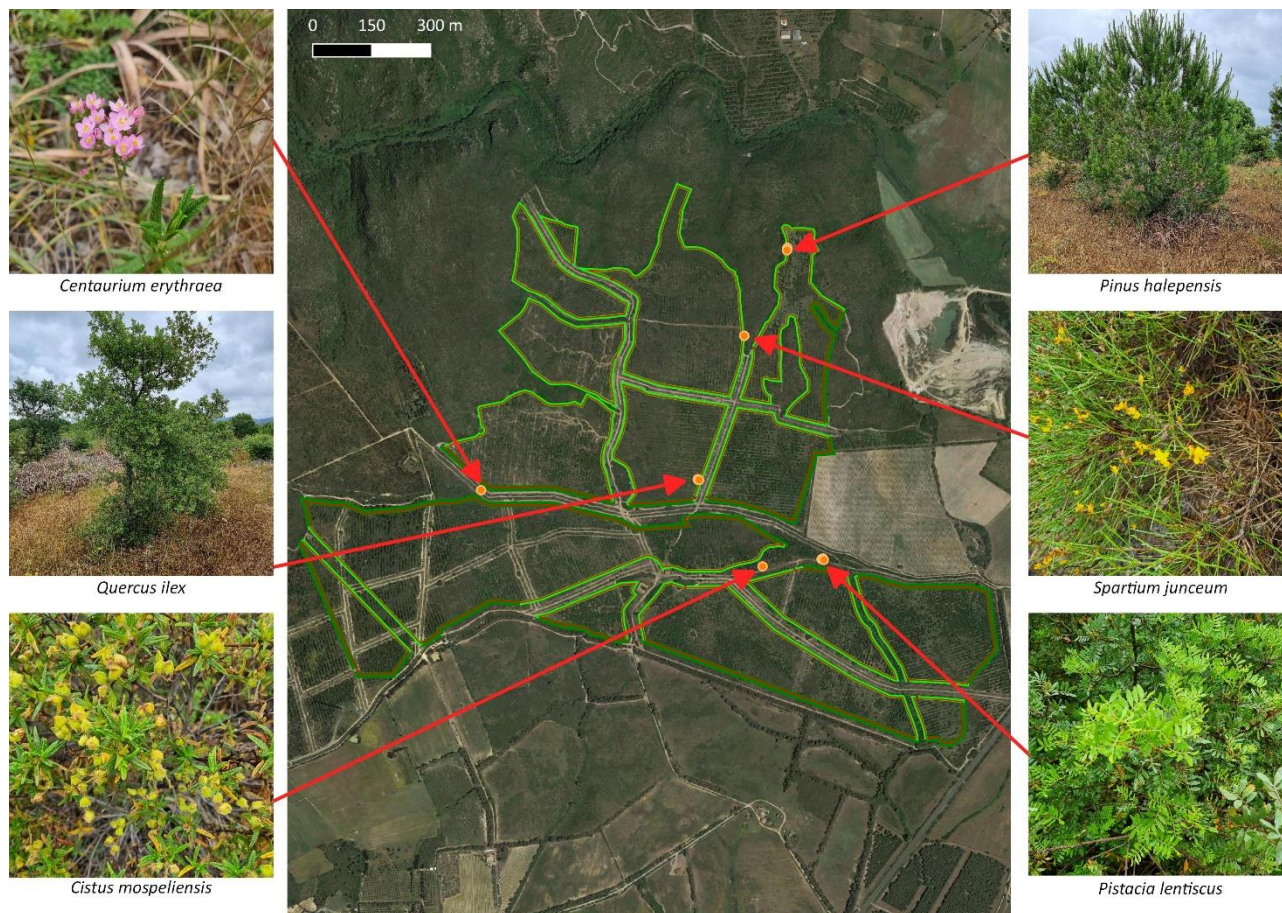 0 150 300 m
Centaurium erythraea
Pinus halepensis
Quercus ilex
Spartium junceum
Cistus mospeliensis
Pistacia lentiscus